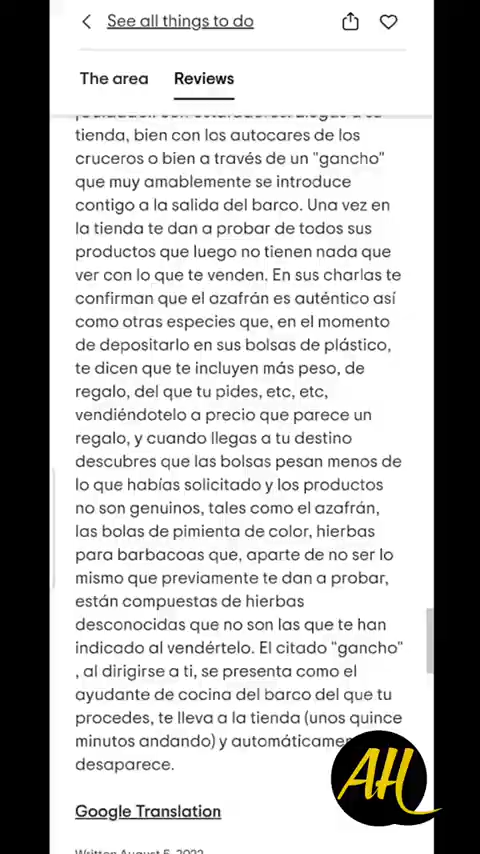 See all things to do
The area
Reviews
tienda, bien con los autocares de los
cruceros o bien a través de un "gancho"
que muy amablemente se introduce
contigo a la salida del barco. Una vez en
la tienda te dan a probar de todos sus
productos que luego no tienen nada que
ver con lo que te venden. En sus charlas te
confirman que el azafrán es auténtico así
como otras especies que, en el momento
de depositarlo en sus bolsas de plástico,
te dicen que te incluyen más peso, de
regalo, del que tu pides, etc, etc,
vendiéndotelo a precio que parece un
regalo, y cuando llegas a tu destino
descubres que las bolsas pesan menos de
lo que habías solicitado y los productos
no son genuinos, tales como el azafrán,
las bolas de pimienta de color, hierbas
para barbacoas que, aparte de no ser lo
mismo que previamente te dan a probar,
están compuestas de hierbas
desconocidas que no son las que te han
indicado al vendértelo. El citado "gancho"
, al dirigirse a ti, se presenta como el
ayudante de cocina del barco del que tu
procedes, te lleva a la tienda (unos quince
minutos andando) y
desaparece.
AH
Google Translation
Written August 5, 2022